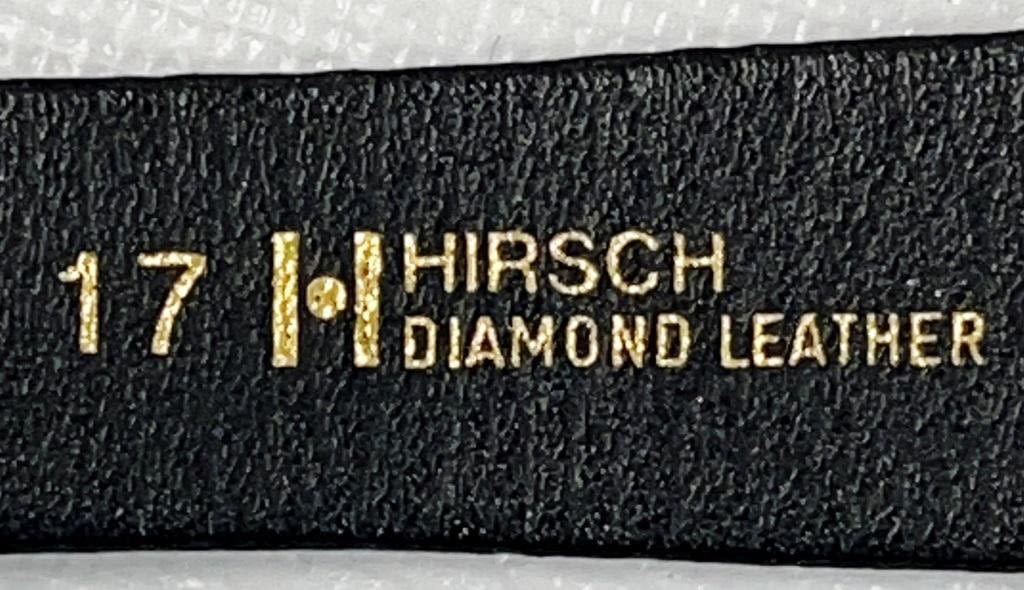 17 HIRSCH
DIAMOND LEATHER